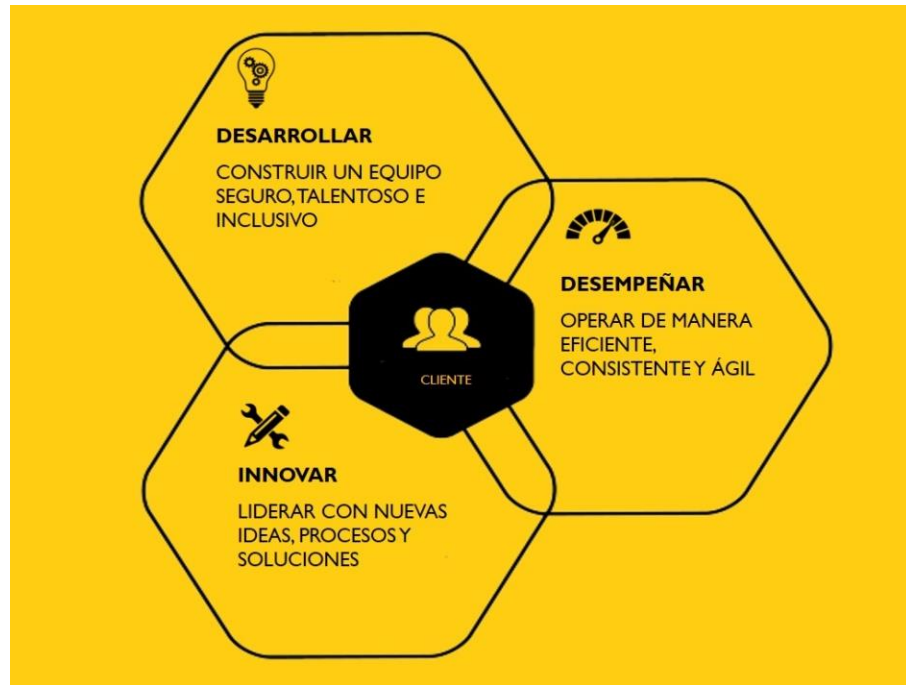 DESARROLLAR
CONSTRUIR UN EQUIPO
SEGURO, TALENTOSO E
INCLUSIVO
DESEMPEÑAR
OPERAR DE MANERA
EFICIENTE,
CONSISTENTE Y ÁGIL
CLIENTE
INNOVAR
LIDERAR CON NUEVAS
IDEAS, PROCESOS Y
SOLUCIONES